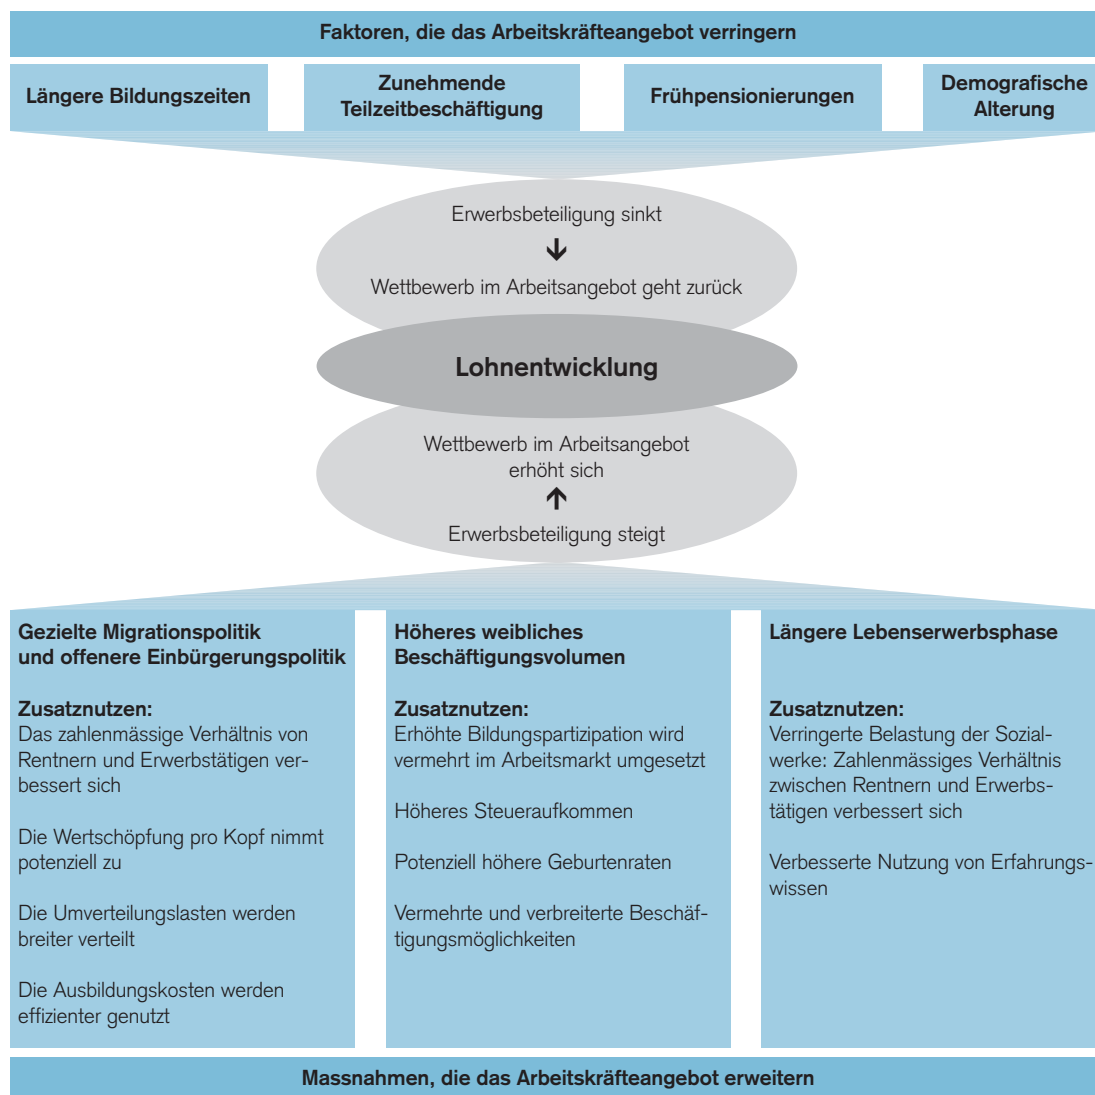 Faktoren, die das Arbeitskräfteangebot verringern
Längere Bildungszeiten
Zunehmende
Teilzeitbeschäftigung
Frühpensionierungen
Demografische
Alterung
Erwerbsbeteiligung sinkt
Wettbewerb im Arbeitsangebot geht zurück
Lohnentwicklung
Wettbewerb im Arbeitsangebot
erhöht sich
Erwerbsbeteiligung steigt
Gezielte Migrationspolitik
und offenere Einbürgerungspolitik
Zusatznutzen:
Das zahlenmässige Verhältnis von
Rentnern und Erwerbstätigen ver-
bessert sich
Die Wertschöpfung pro Kopf nimmt
potenziell zu
Die Umverteilungslasten werden
breiter verteilt
Die Ausbildungskosten werden
effizienter genutzt
Höheres weibliches
Beschäftigungsvolumen
Zusatznutzen:
Erhöhte Bildungspartizipation wird
vermehrt im Arbeitsmarkt umgesetzt
Höheres Steueraufkommen
Potenziell höhere Geburtenraten
Vermehrte und verbreiterte Beschäf-
tigungsmöglichkeiten
Längere Lebenserwerbsphase
Zusatznutzen:
Verringerte Belastung der Sozial-
werke: Zahlenmässiges Verhältnis
zwischen Rentnern und Erwerbs-
tätigen verbessert sich
Verbesserte Nutzung von Erfahrungs-
wissen
Massnahmen, die das Arbeitskräfteangebot erweitern